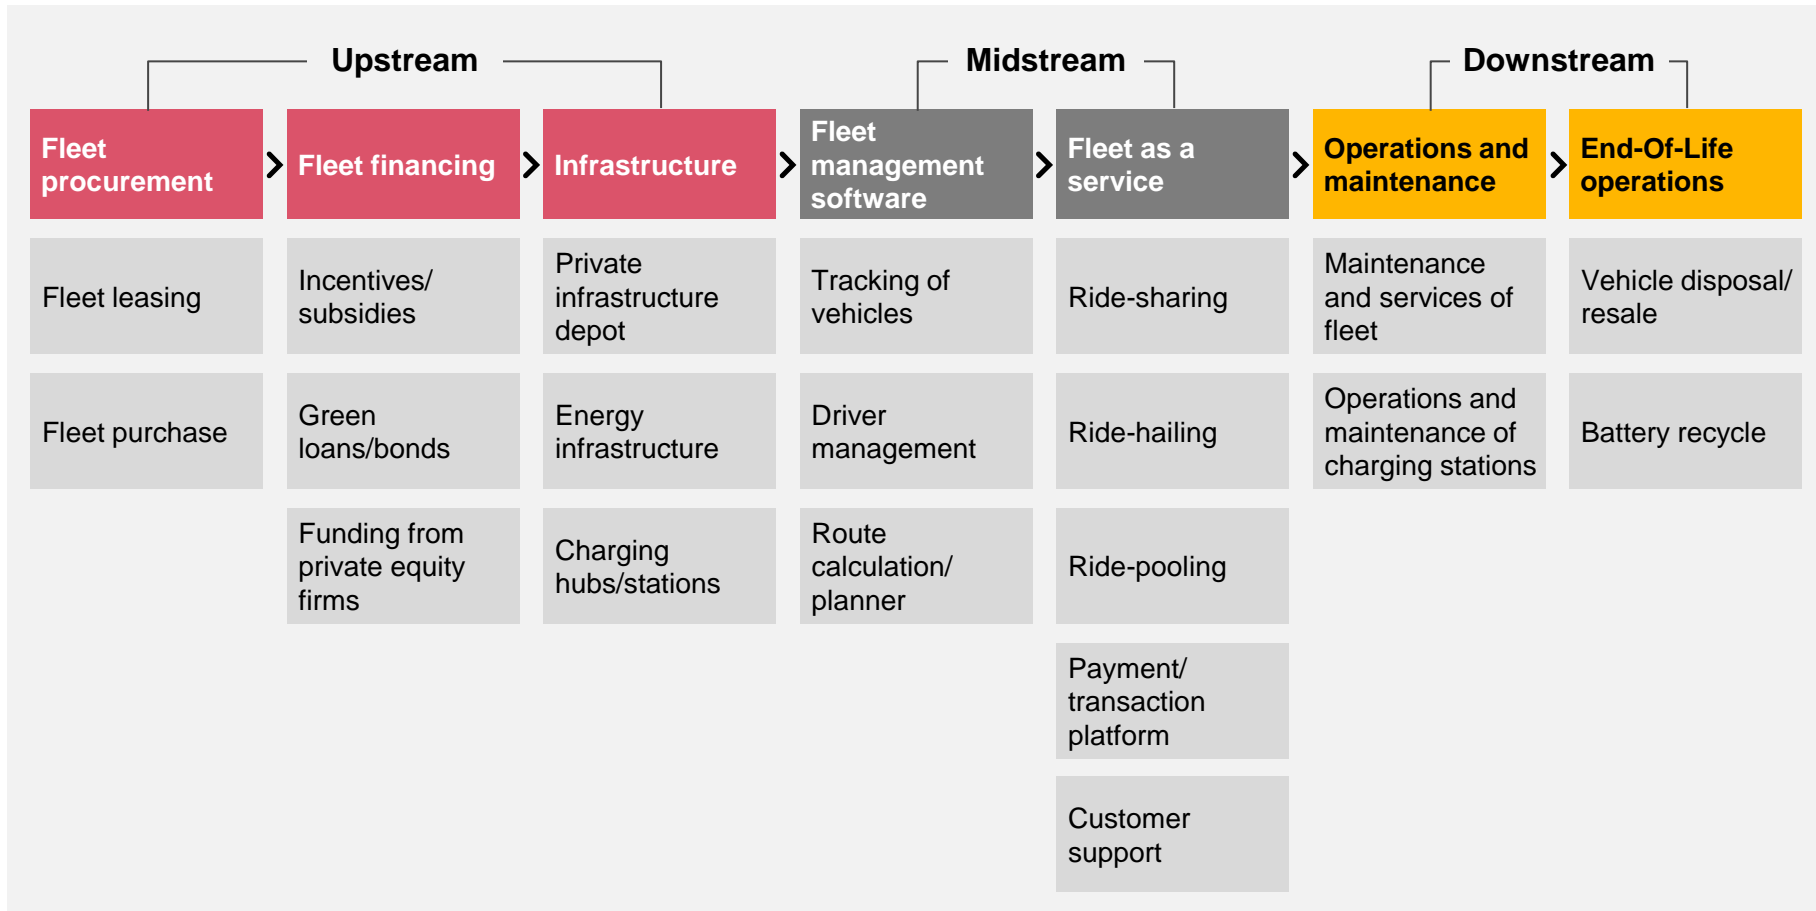 Upstream
Midstream
Downstream
Fleet
procurement
Fleet financing
Infrastructure
Fleet
management
software
Fleet as a
service
Operations and
maintenance
End-Of-Life
operations
Fleet leasing
Incentives/
subsidies
Private
infrastructure
depot
Tracking of
vehicles
Ride-sharing
Maintenance
and services of
fleet
Vehicle disposal/
resale
Fleet purchase
Green
loans/bonds
Energy
infrastructure
Driver
management
Ride-hailing
Operations and
maintenance of
charging stations
Battery recycle
Funding from
private equity
firms
Charging
hubs/stations
Route
calculation/
planner
Ride-pooling
Payment/
transaction
platform
Customer
support